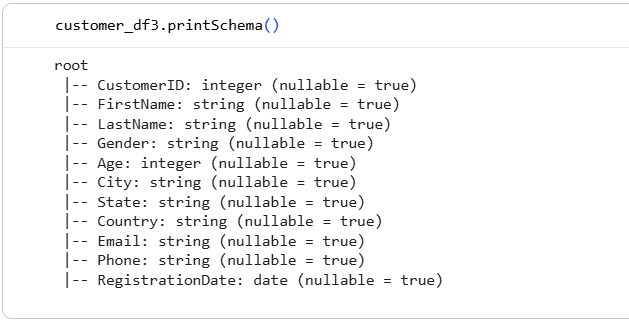 customer_df3.printSchema()
root
 |-- CustomerID: integer (nullable = true)
 |-- FirstName: string (nullable = true)
 |-- LastName: string (nullable = true)
 |-- Gender: string (nullable = true)
 |-- Age: integer (nullable = true)
 |-- City: string (nullable = true)
 |-- State: string (nullable = true)
 |-- Country: string (nullable = true)
 |-- Email: string (nullable = true)
 |-- Phone: string (nullable = true)
 |-- RegistrationDate: date (nullable = true)